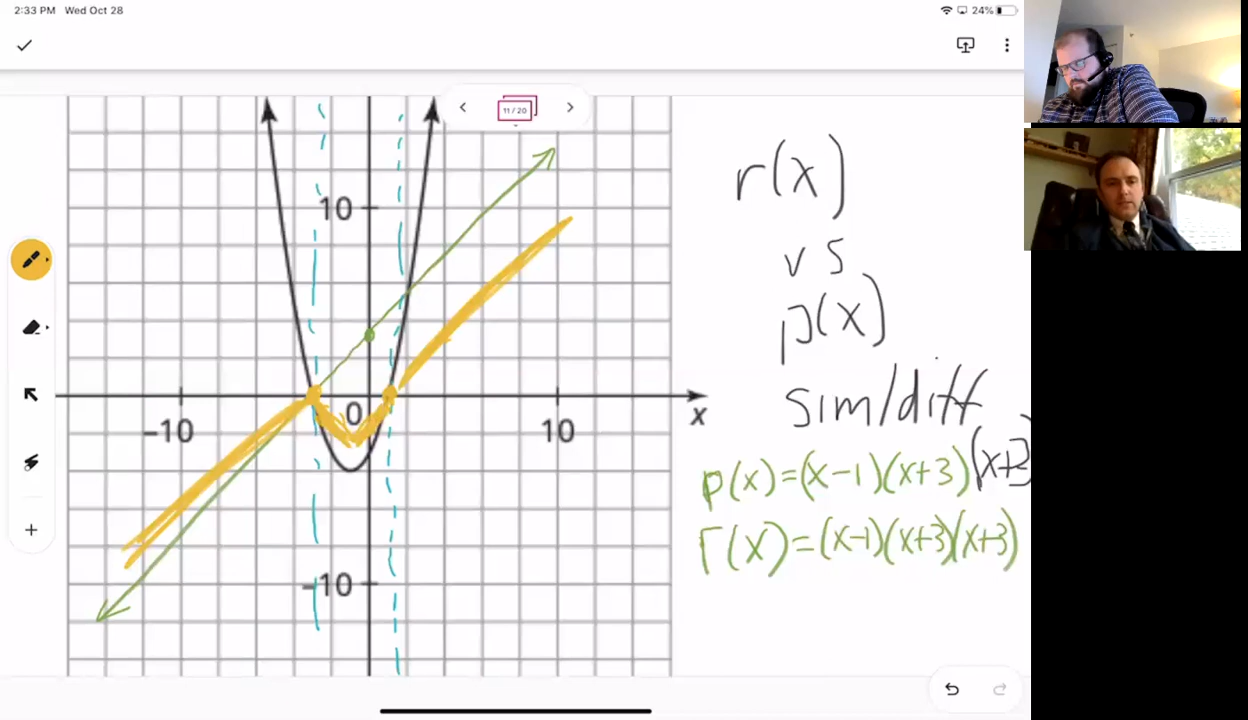 2:33 PM Wed Oct 28
24%
11 / 20
10
0
-10
10
x
-10
r(x)
vs
p(x)
sim/diff
p(x)=(x-1)(x+3)(x+3)
r(x)=(x-1)(x+3)(x+3)